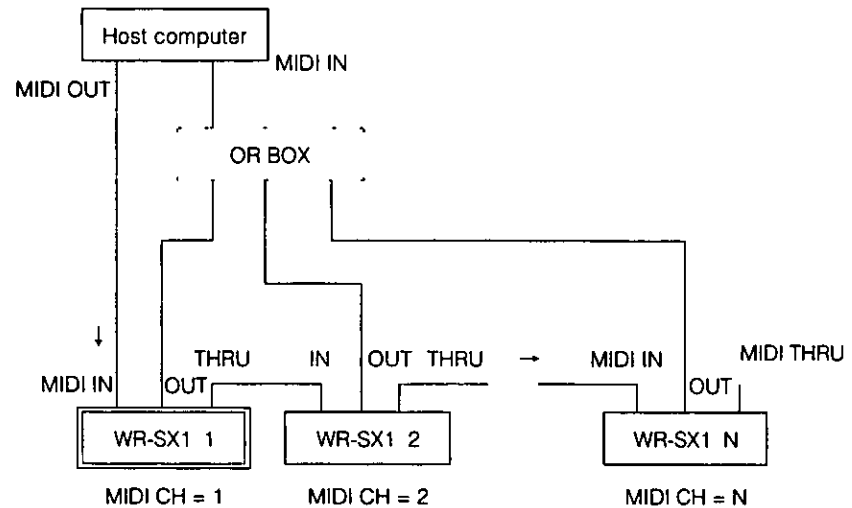 Host computer
MIDI IN
MIDI OUT
OR BOX
THRU IN OUT THRU → MIDI IN MIDI THRU
MIDI IN OUT OUT
WR-SX1 1 WR-SX1 2 WR-SX1 N
MIDI CH = 1 MIDI CH = 2 MIDI CH = N